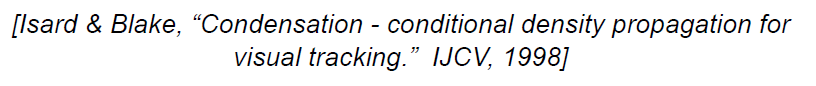 [Isard & Blake, “Condensation - conditional density propagation for
visual tracking.” IJCV, 1998]